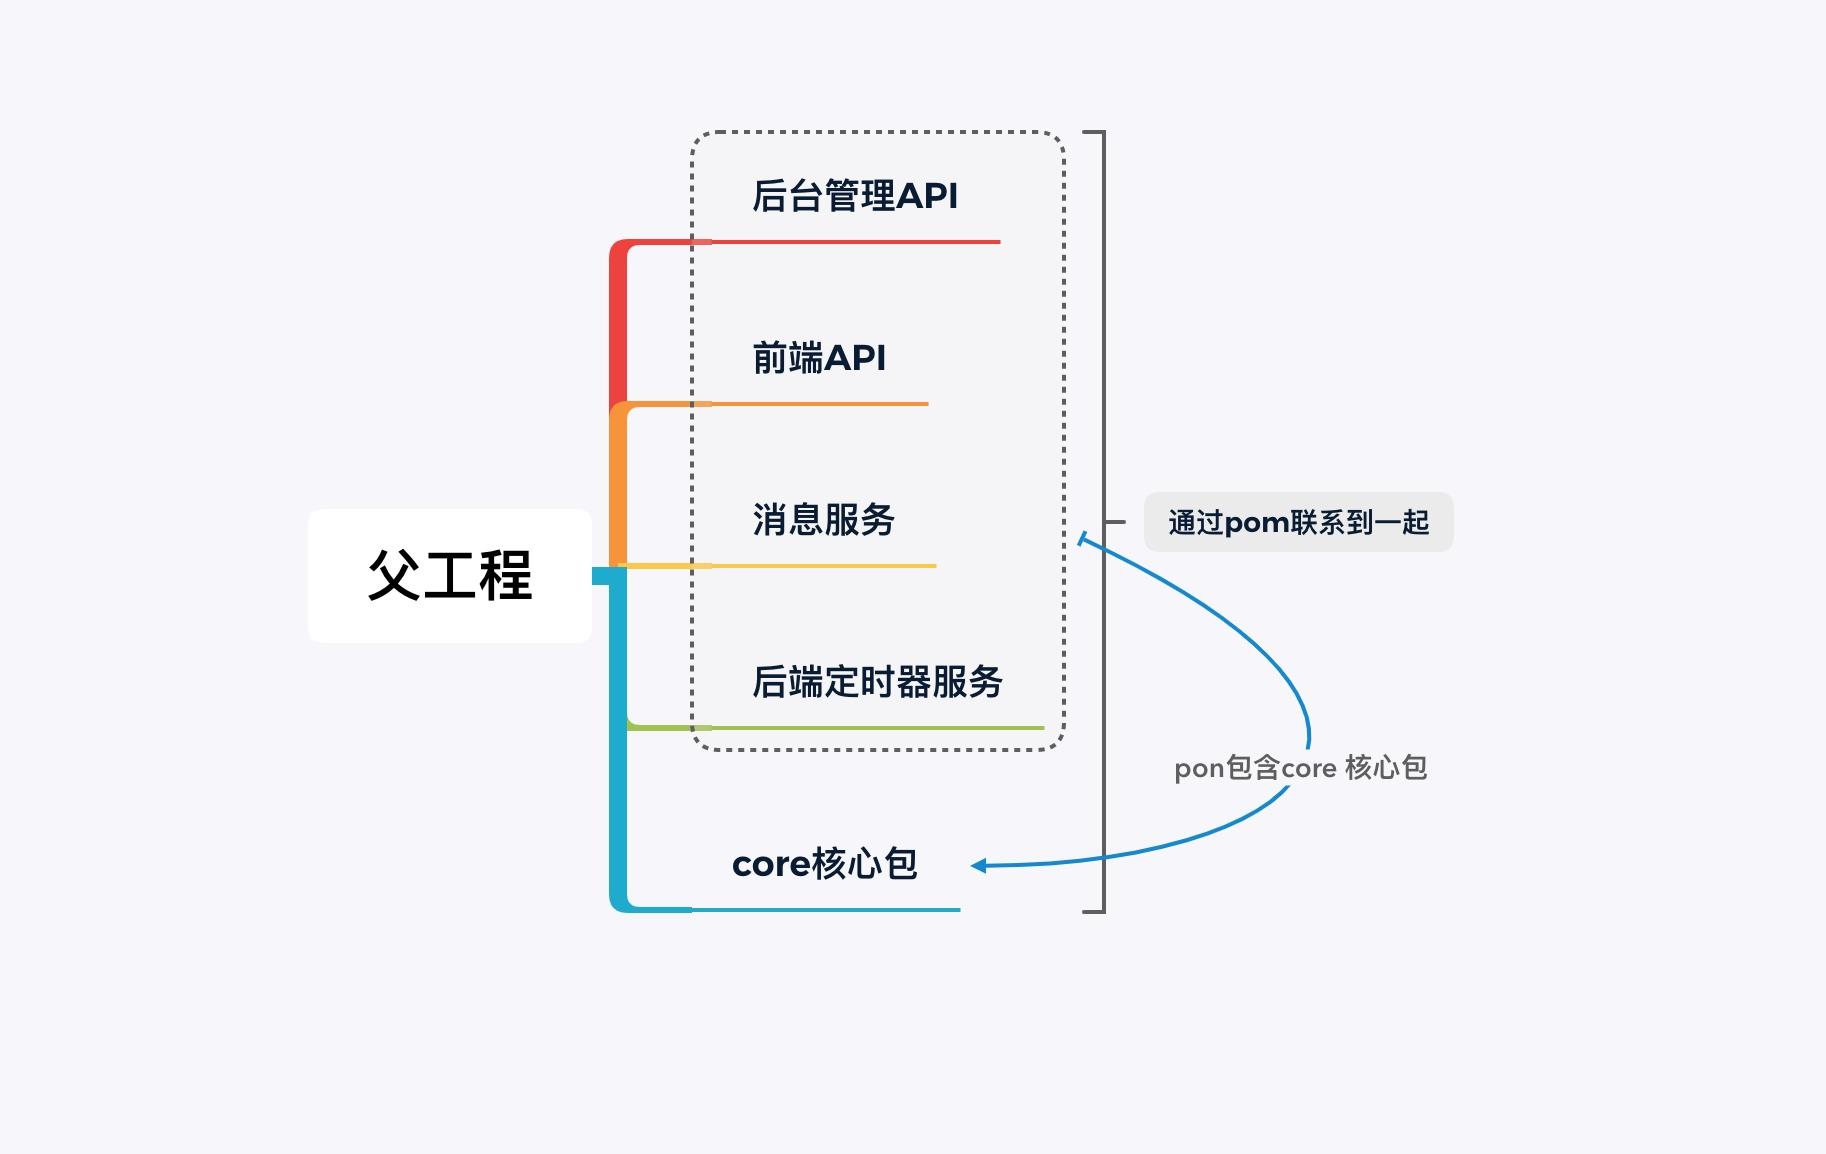 后台管理API
前端API
消息服务
通过pom联系到一起
父工程
后端定时器服务
pon包含core 核心包
core核心包